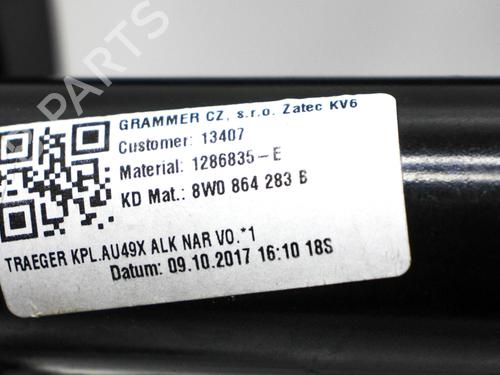 PARTS
GRAMMER CZ, s.r.o. Zatec KV6
Customer: 13407
Material: 1286835-E
KD Mat.: 8W0 864 283 B
TRAEGER KPL.AU49X ALK NAR VO.*1
Datum: 09.10.2017 16:10 18S